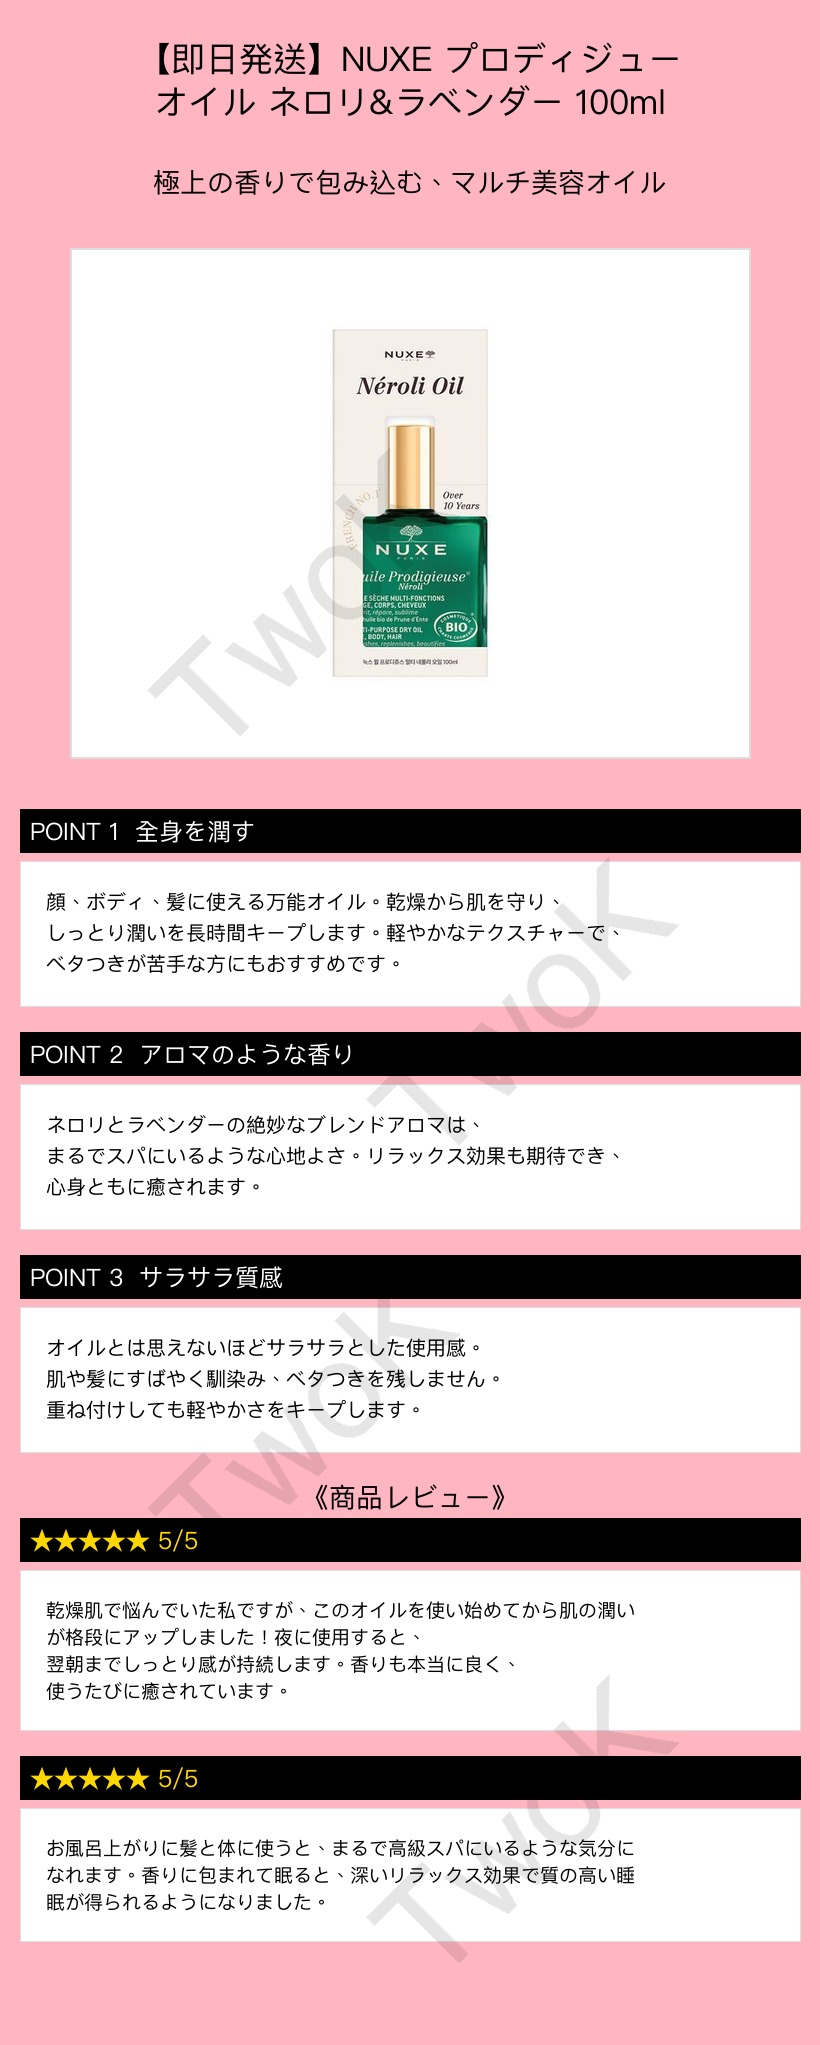 【即日発送】NUXE プロディジュー
オイル ネロリ&ラベンダー 100ml
極上の香りで包み込む、マルチ美容オイル
NUXE
PARIS
Néroli Oil
FRENCH NO.1
Over
10 Years
NUXE
PARIS
uile Prodigieuse®
Néroli
E SÈCHE MULTI-FONCTIONS
GE, CORPS, CHEVEUX
rit, répare, sublime
huile bio de Prune d'Ente
COSMETIQUE
BIO
CHARTE COSMEBIO
TI-PURPOSE DRY OIL
, BODY, HAIR
shes, replenishes, beautifies
눅스 윌 프로디쥬스 멀티 네롤리 오일 100ml
TwoK
POINT 1 全身を潤す
顔、ボディ、髪に使える万能オイル。乾燥から肌を守り、
しっとり潤いを長時間キープします。軽やかなテクスチャーで、
ベタつきが苦手な方にもおすすめです。
TwoK
POINT 2 アロマのような香り
ネロリとラベンダーの絶妙なブレンドアロマは、
まるでスパにいるような心地よさ。リラックス効果も期待でき、
心身ともに癒されます。
POINT 3 サラサラ質感
オイルとは思えないほどサラサラとした使用感。
肌や髪にすばやく馴染み、ベタつきを残しません。
重ね付けしても軽やかさをキープします。
TwoK
《商品レビュー》
★★★★★ 5/5
乾燥肌で悩んでいた私ですが、このオイルを使い始めてから肌の潤い
が格段にアップしました！夜に使用すると、
翌朝までしっとり感が持続します。香りも本当に良く、
使うたびに癒されています。
★★★★★ 5/5
お風呂上がりに髪と体に使うと、まるで高級スパにいるような気分に
なれます。香りに包まれて眠ると、深いリラックス効果で質の高い睡
眠が得られるようになりました。
TwoK